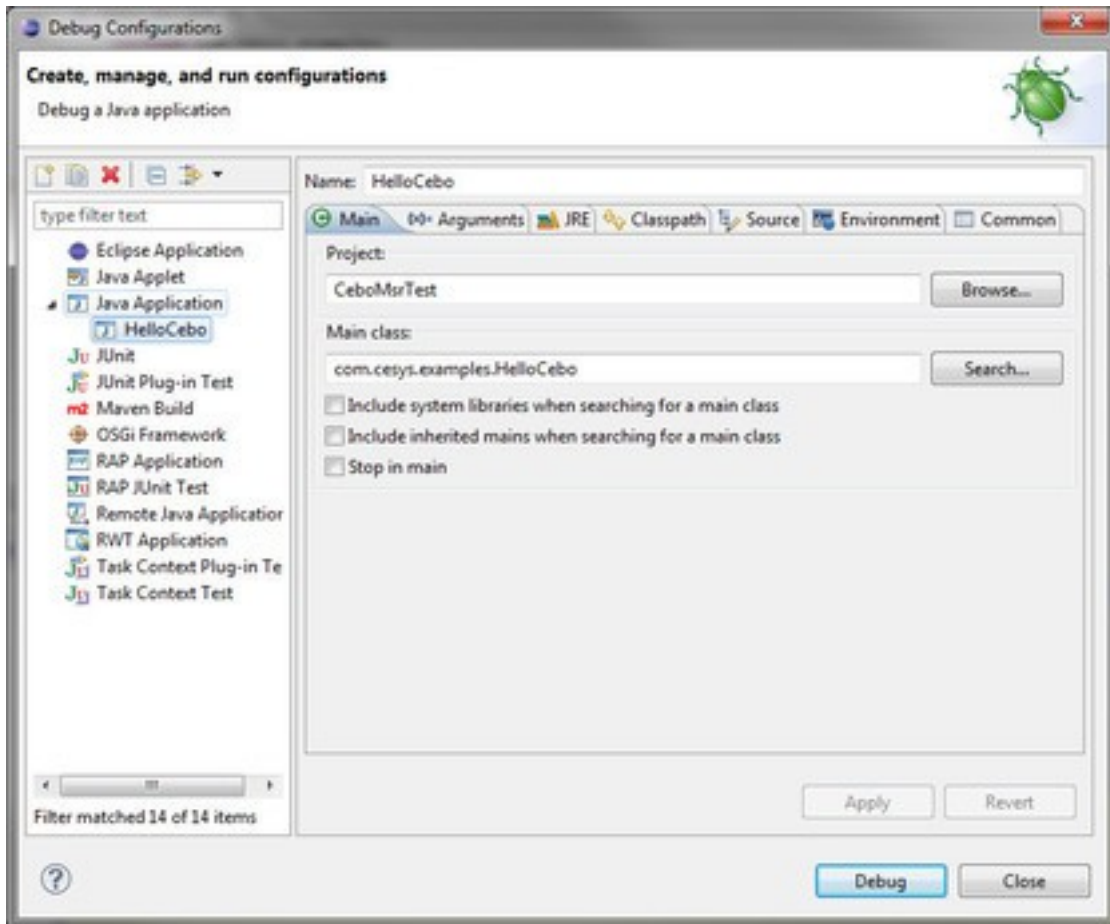 Debug Configurations
Create, manage, and run configurations
Debug a Java application
type filter text
Eclipse Application
Java Applet
Java Application
HelloCebo
Ju JUnit
JUnit Plug-in Test
m2 Maven Build
OSGi Framework
RAP Application
RAP JUnit Test
Remote Java Application
RWT Application
Task Context Plug-in Te
Task Context Test
Filter matched 14 of 14 items
Name: HelloCebo
Main Arguments JRE Classpath Source Environment Common
Project:
CeboMsrTest Browse...
Main class:
com.cesys.examples.HelloCebo Search...
Include system libraries when searching for a main class
Include inherited mains when searching for a main class
Stop in main
Apply Revert
? Debug Close